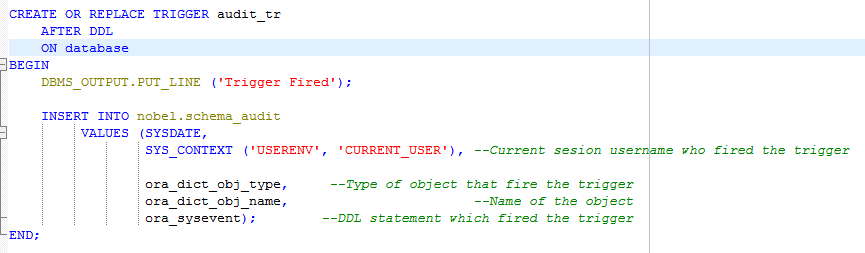 CREATE OR REPLACE TRIGGER audit_tr
AFTER DDL
ON database
BEGIN
DBMS_OUTPUT.PUT_LINE ('Trigger Fired');
INSERT INTO nobel.schema_audit
VALUES (SYSDATE,
SYS_CONTEXT ('USERENV', 'CURRENT_USER'), --Current sesion username who fired the trigger
ora_dict_obj_type, --Type of object that fire the trigger
ora_dict_obj_name, --Name of the object
ora_sysevent); --DDL statement which fired the trigger
END;